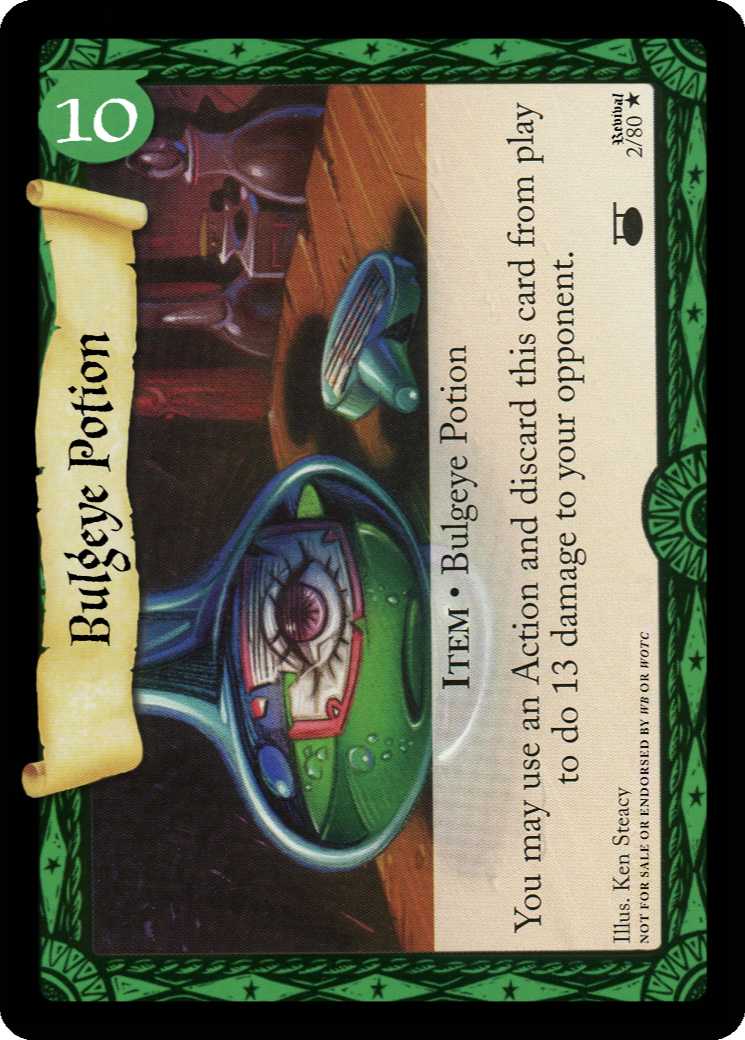 10
Bulgeye Potion
ITEM • Bulgeye Potion
You may use an Action and discard this card from play
to do 13 damage to your opponent.
Illus. Ken Steacy
NOT FOR SALE OR ENDORSED BY WB OR WOTC
Revival
2/80 ★